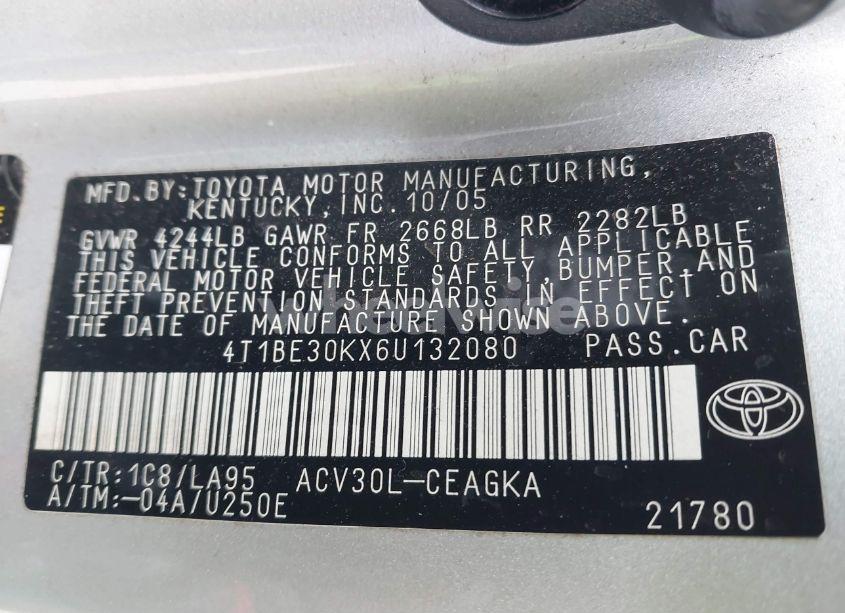 MFD. BY: TOYOTA MOTOR MANUFACTURING,
KENTUCKY, INC. 10/05
GVWR 4244LB GAWR FR 2668LB RR 2282LB
THIS VEHICLE CONFORMS TO ALL APPLICABLE
FEDERAL MOTOR VEHICLE SAFETY, BUMPER, AND
THEFT PREVENTION STANDARDS IN EFFECT ON
THE DATE OF MANUFACTURE SHOWN ABOVE.
4T1BE30KX6U132080 PASS. CAR
C/TR: 1C8/LA95 ACV30L-CEAGKA
A/TM: -04A/U250E
21780